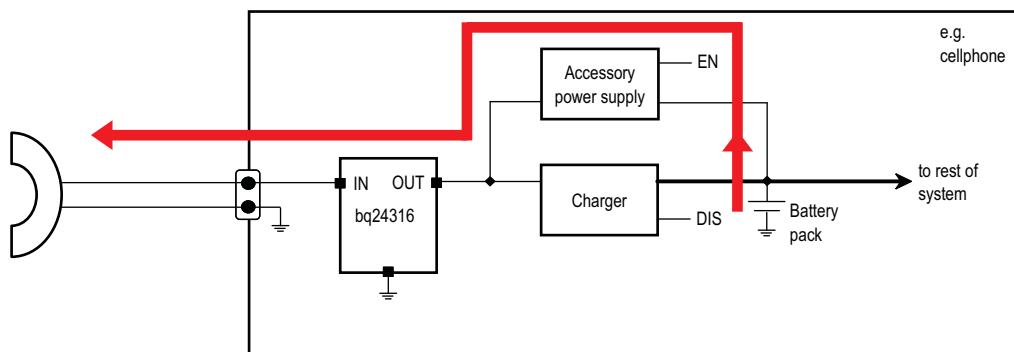 e.g.
cellphone
Accessory
power supply
EN
IN
OUT
bq24316
Charger
DIS
to rest of
system
Battery
pack